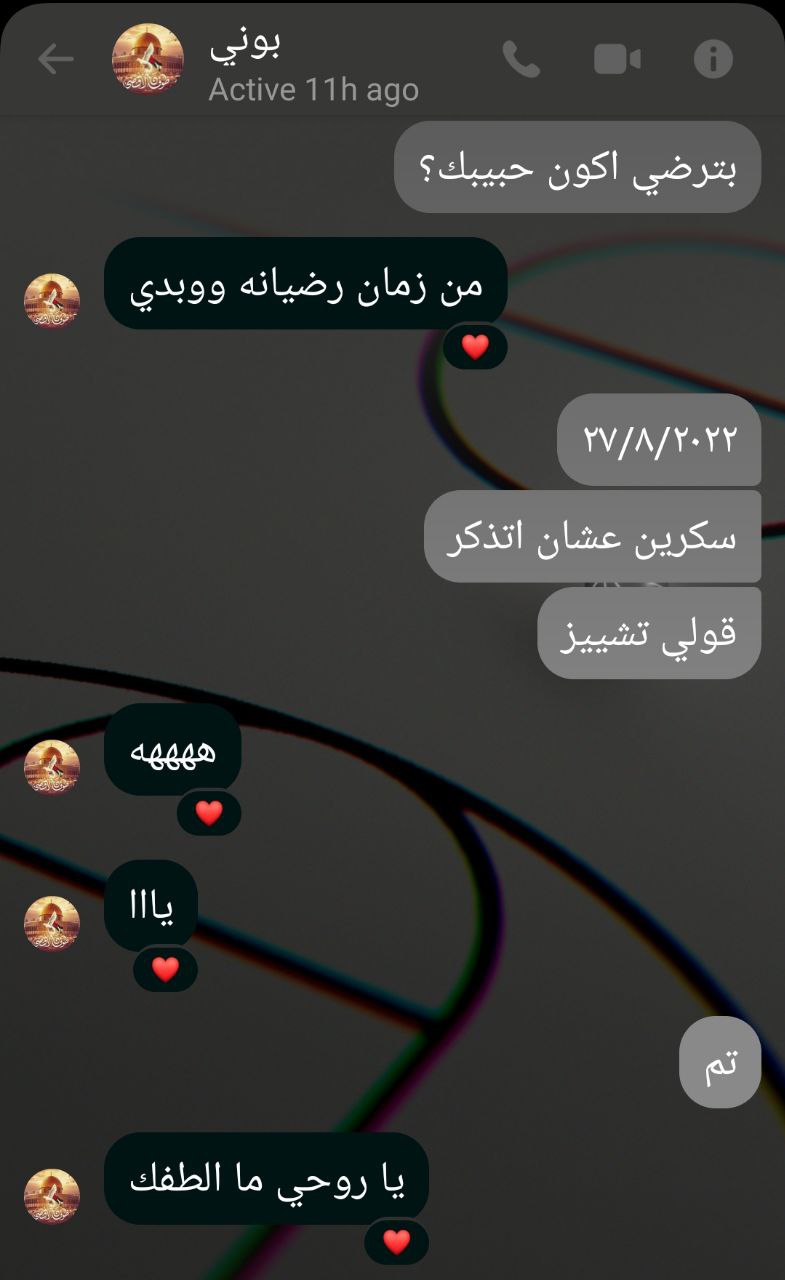 بوني
Active 11h ago
بترضي اكون حبيبك؟
من زمان رضيانه ووبدي
٢٧/٨/٢٠٢٢
سكرين عشان اتذكر
قولي تشييز
ههههه
يااا
تم
يا روحي ما الطفك